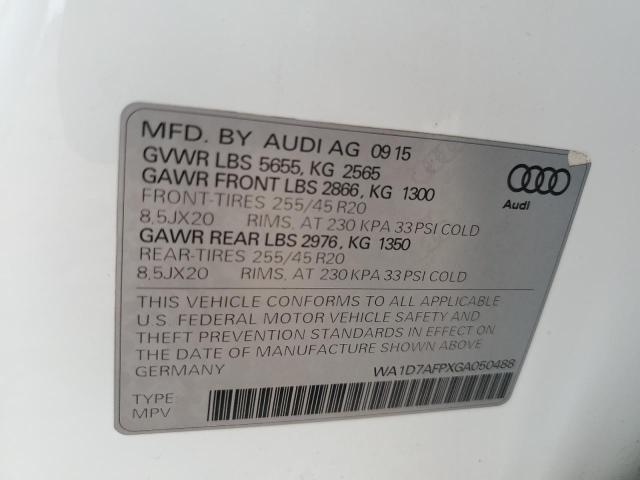 MFD. BY AUDI AG 09 15
GVWR LBS 5655, KG 2565
GAWR FRONT LBS 2866, KG 1300
FRONT-TIRES 255/45 R20
8,5JX20 RIMS, AT 230 KPA 33 PSI COLD
GAWR REAR LBS 2976, KG 1350
REAR-TIRES 255/45 R20
8,5JX20 RIMS, AT 230 KPA 33 PSI COLD
Audi
THIS VEHICLE CONFORMS TO ALL APPLICABLE
U.S. FEDERAL MOTOR VEHICLE SAFETY AND
THEFT PREVENTION STANDARDS IN EFFECT ON
THE DATE OF MANUFACTURE SHOWN ABOVE
GERMANY
WA1D7AFPXGA050488
TYPE:
MPV